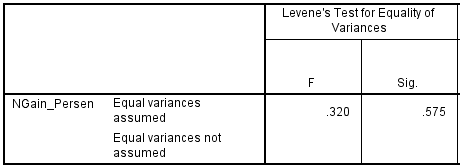 Levene's Test for Equality of
Variances
F Sig.
NGain_Persen Equal variances
assumed .320 .575
Equal variances not
assumed